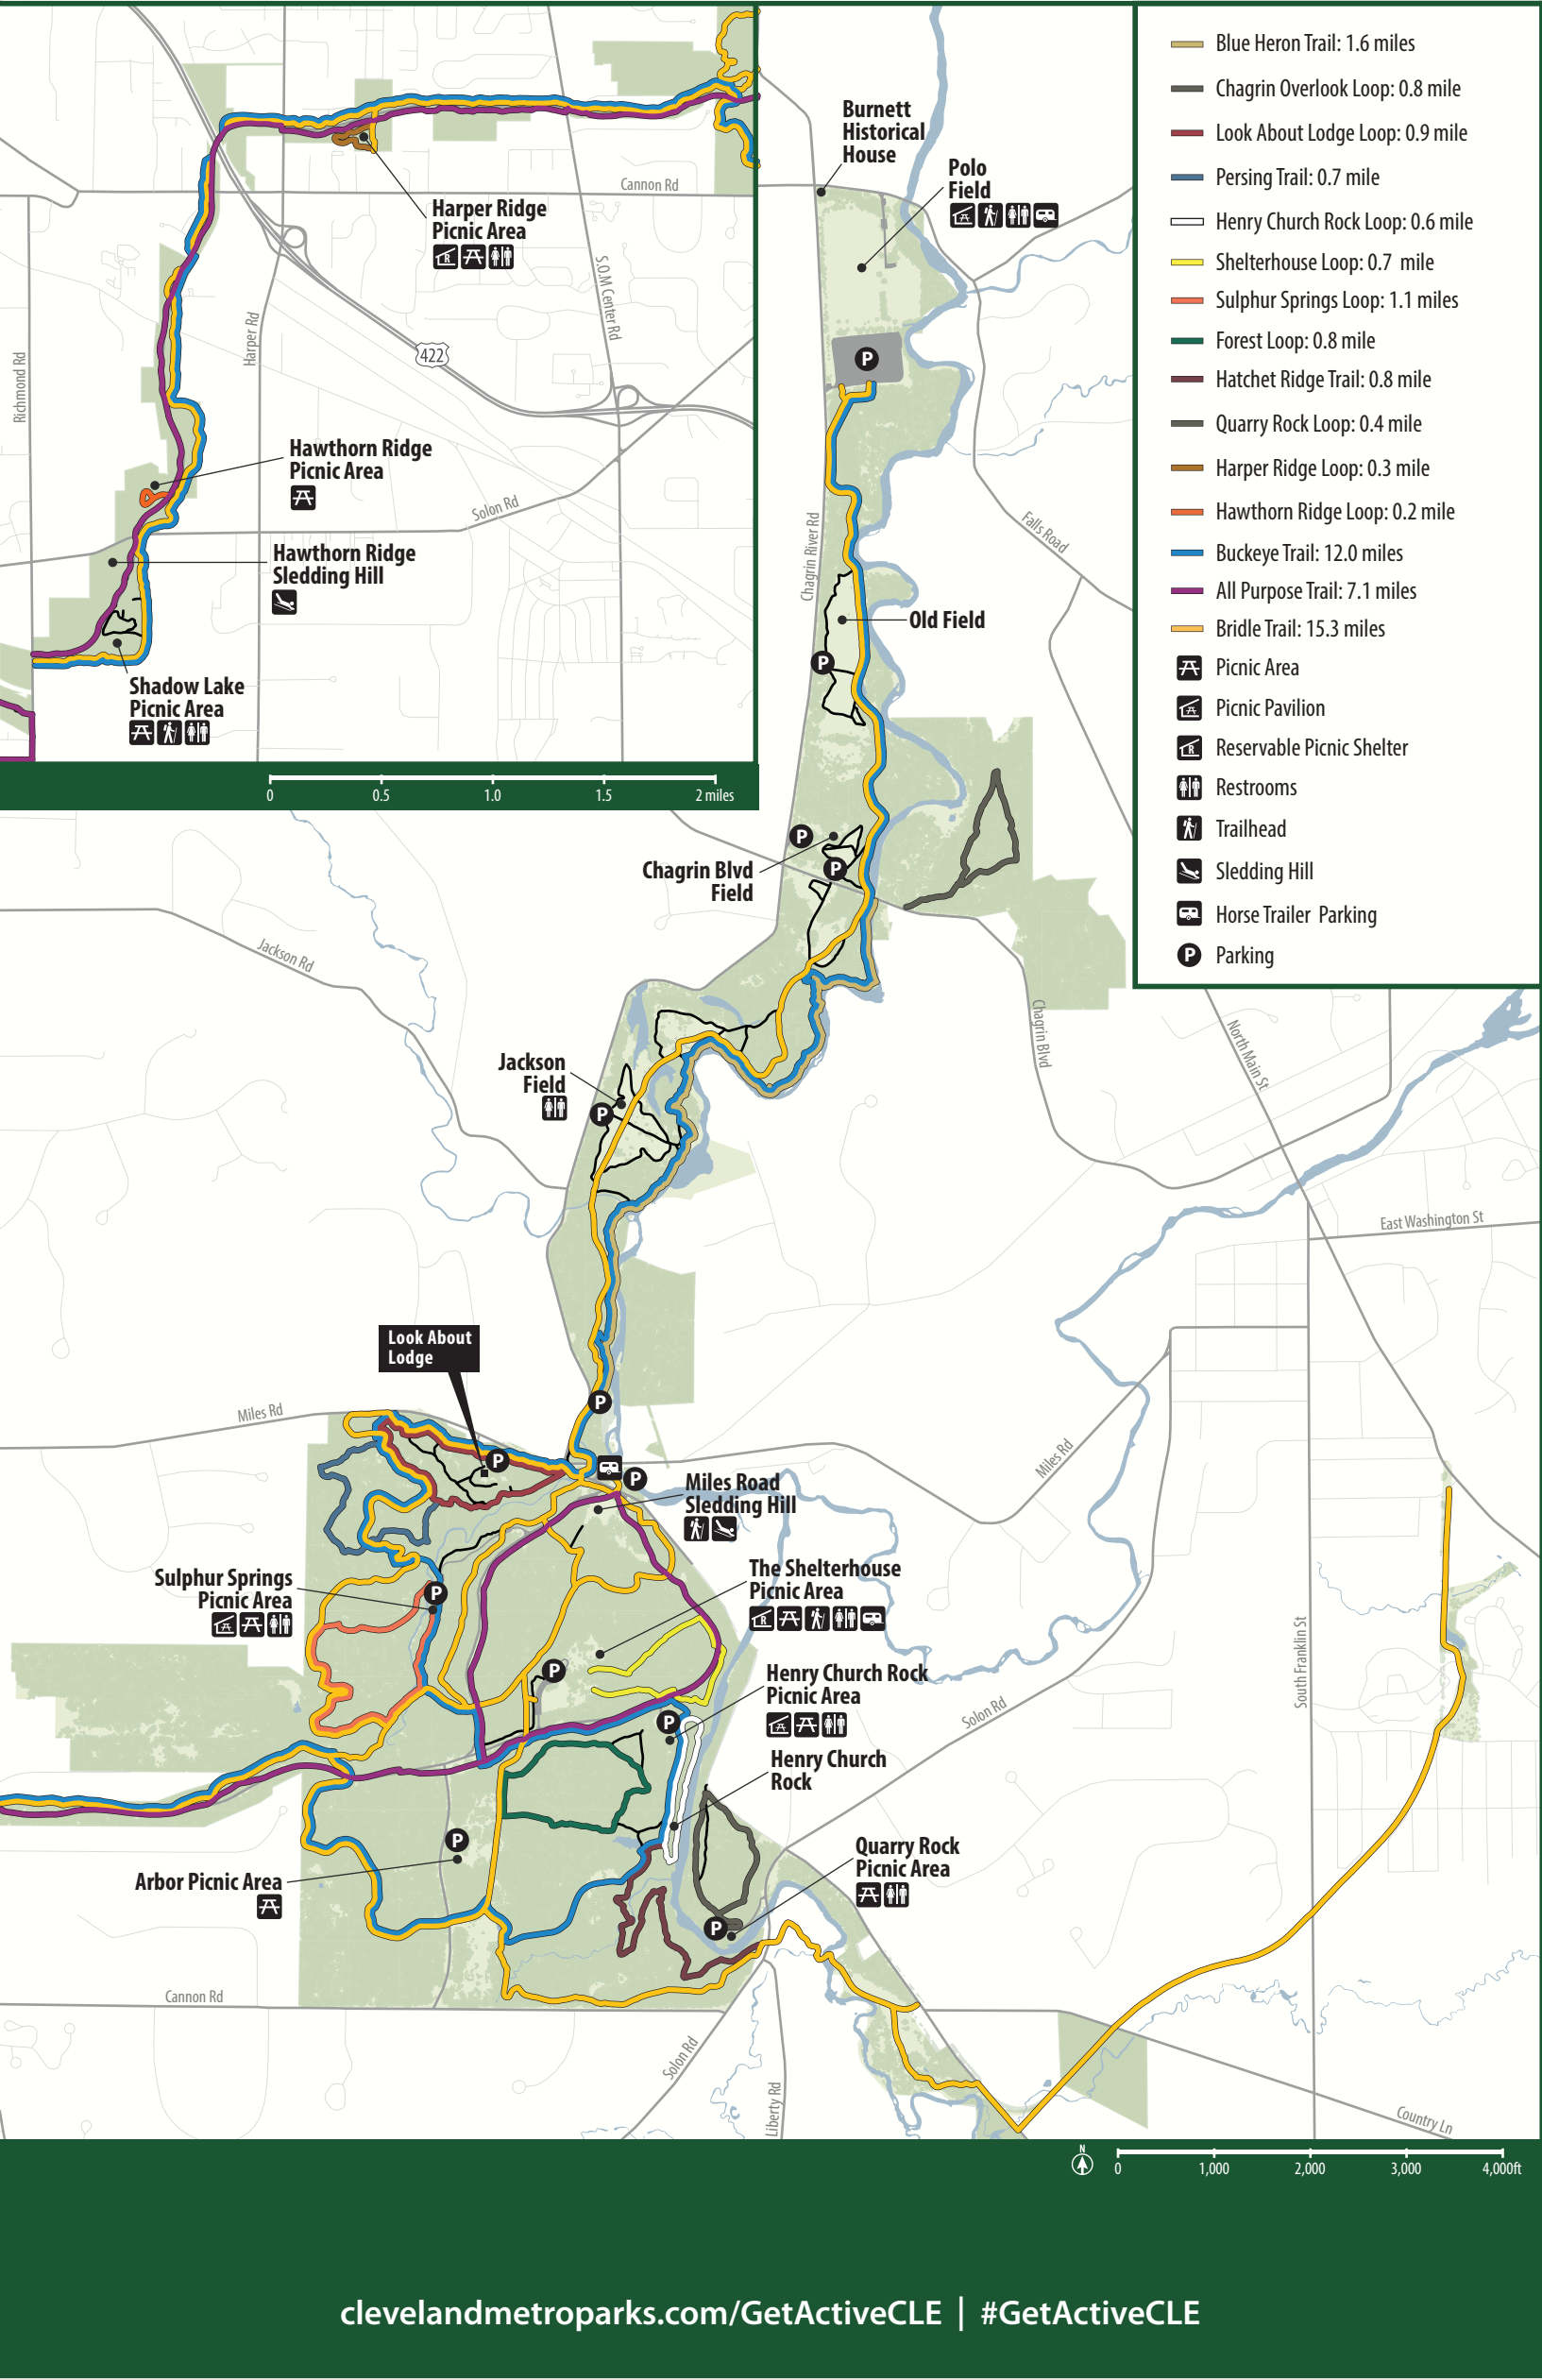 Cannon Rd
Harper Ridge
Picnic Area
R
S.O.M Center Rd
Harper Rd
422
Richmond Rd
Hawthorn Ridge
Picnic Area
Solon Rd
Hawthorn Ridge
Sledding Hill
Shadow Lake
Picnic Area
0
0.5
1.0
1.5
2 miles
Burnett
Historical
House
Polo
Field
P
Chagrin River Rd
Falls Road
Old Field
P
P
P
Chagrin Blvd
Field
Jackson Rd
Chagrin Blvd
North Main St
Jackson
Field
P
East Washington St
Look About
Lodge
P
Miles Rd
P
P
Miles Rd
Miles Road
Sledding Hill
Sulphur Springs
Picnic Area
P
The Shelterhouse
Picnic Area
R
P
Henry Church Rock
Picnic Area
P
Solon Rd
South Franklin St
Henry Church
Rock
P
Arbor Picnic Area
Quarry Rock
Picnic Area
P
Cannon Rd
Solon Rd
Liberty Rd
Country Ln
Blue Heron Trail: 1.6 miles
Chagrin Overlook Loop: 0.8 mile
Look About Lodge Loop: 0.9 mile
Persing Trail: 0.7 mile
Henry Church Rock Loop: 0.6 mile
Shelterhouse Loop: 0.7 mile
Sulphur Springs Loop: 1.1 miles
Forest Loop: 0.8 mile
Hatchet Ridge Trail: 0.8 mile
Quarry Rock Loop: 0.4 mile
Harper Ridge Loop: 0.3 mile
Hawthorn Ridge Loop: 0.2 mile
Buckeye Trail: 12.0 miles
All Purpose Trail: 7.1 miles
Bridle Trail: 15.3 miles
Picnic Area
Picnic Pavilion
R Reservable Picnic Shelter
Restrooms
Trailhead
Sledding Hill
Horse Trailer Parking
P Parking
N
0
1,000
2,000
3,000
4,000ft
clevelandmetroparks.com/GetActiveCLE | #GetActiveCLE